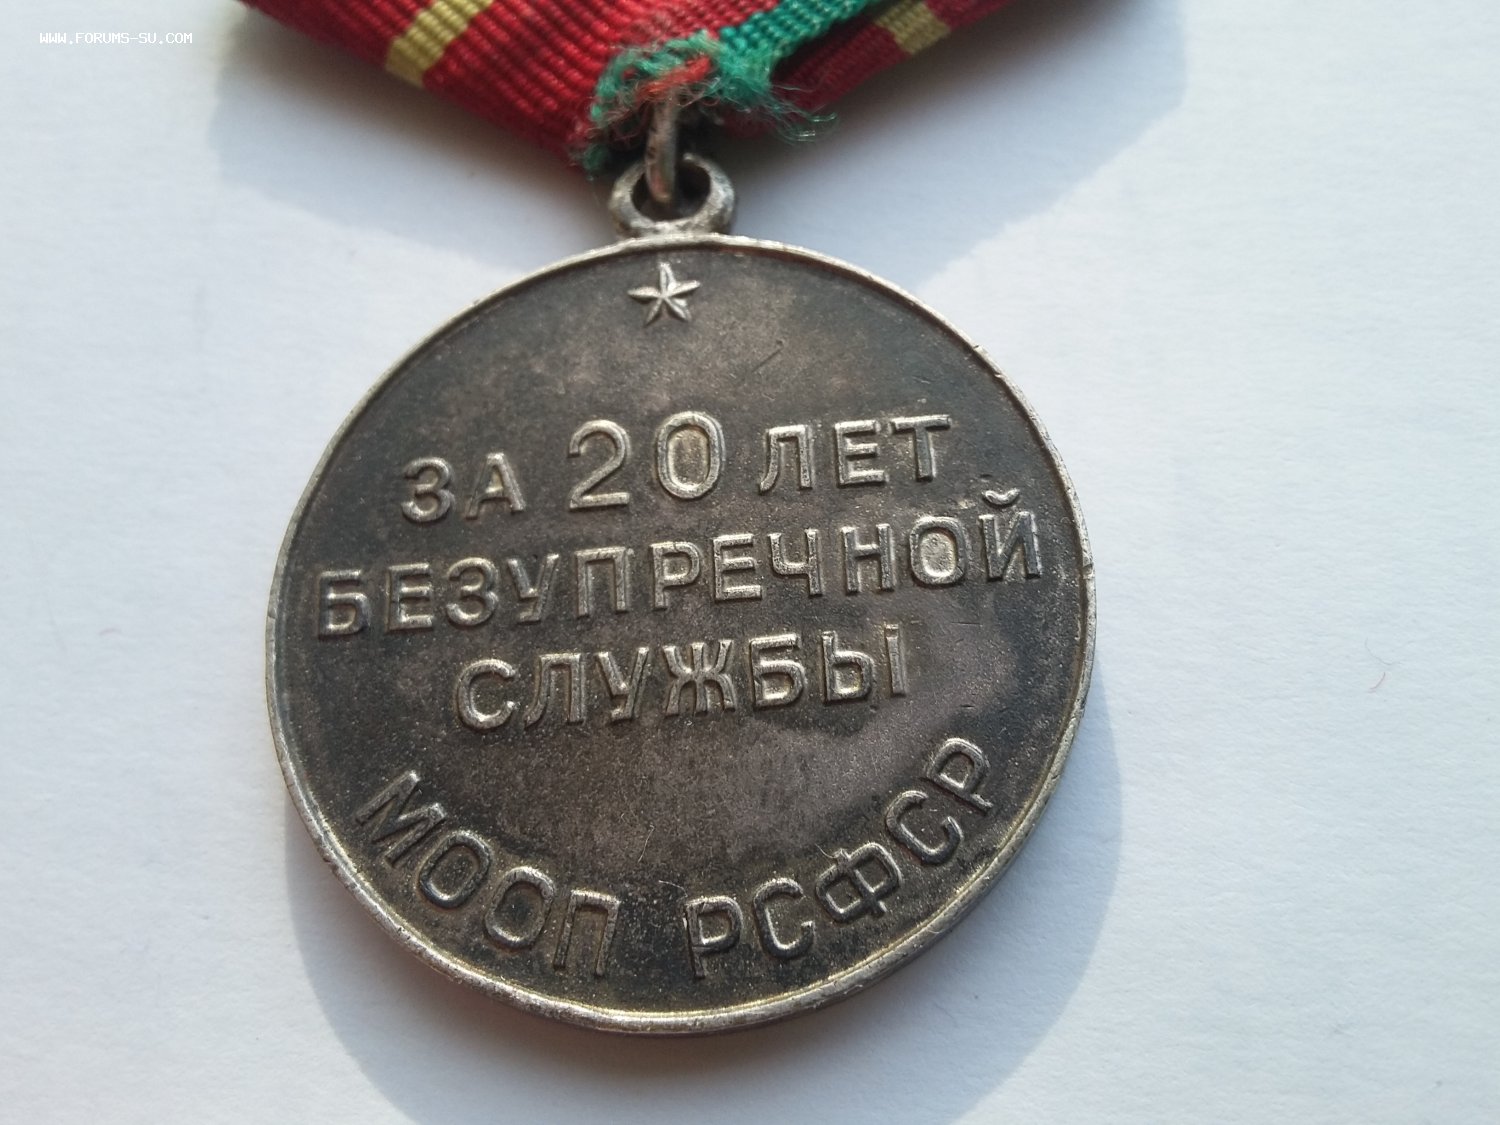 WWW.FORUMS-SU.COM
ЗА 20 ЛЕТ
БЕЗУПРЕЧНОЙ
СЛУЖБЫ
МООП РСФСР